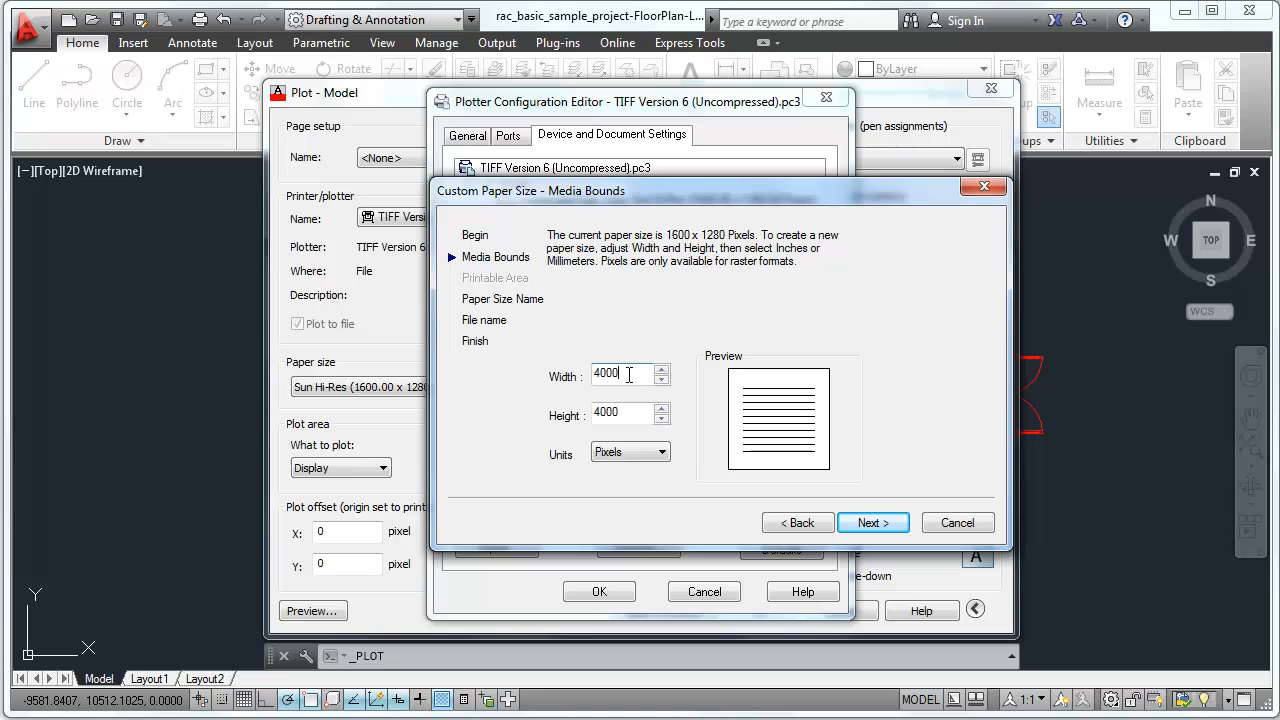 Drafting & Annotation
rac_basic_sample_project-FloorPlan-L...
Type a keyword or phrase
Sign In
Home Insert Annotate Layout Parametric View Manage Output Plug-ins Online Express Tools
Line Polyline Circle Arc
Move Rotate
ByLayer
Measure Paste
Draw
Utilities Clipboard
[−][Top][2D Wireframe]
Plot - Model
Page setup
Name: <None>
(pen assignments)
Printer/plotter
Name:
Plotter: TIFF Version 6
Where: File
Description:
Plot to file
Paper size
Sun Hi-Res (1600.00 x 1280
Plot area
What to plot:
Display
Plot offset (origin set to print
X: 0 pixel
Y: 0 pixel
Preview...
Help
Plotter Configuration Editor - TIFF Version 6 (Uncompressed).pc3
General Ports Device and Document Settings
TIFF Version 6 (Uncompressed).pc3
Custom Paper Size - Media Bounds
Begin
Media Bounds
Printable Area
Paper Size Name
File name
Finish
The current paper size is 1600 x 1280 Pixels. To create a new
paper size, adjust Width and Height, then select Inches or
Millimeters. Pixels are only available for raster formats.
Width : 4000
Height : 4000
Units Pixels
Preview
< Back Next > Cancel
OK Cancel Help
N
W TOP E
S
WCS
Y
X
_PLOT
Model Layout1 Layout2
-9581.8407, 10512.1025, 0.0000
MODEL
1:1